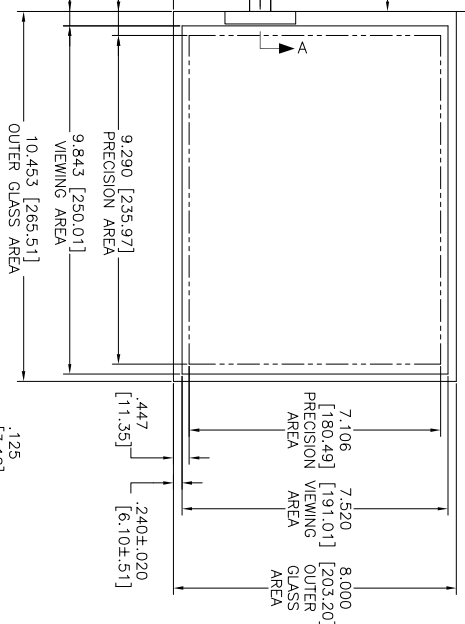 A
9.290 [235.97]
PRECISION AREA
9.843 [250.01]
VIEWING AREA
10.453 [265.51]
OUTER GLASS AREA
7.106
[180.49]
PRECISION
AREA
7.520
[191.01]
VIEWING
AREA
8.000
[203.20]
OUTER
GLASS
AREA
.447
[11.35]
.240±.020
[6.10±.51]
.125